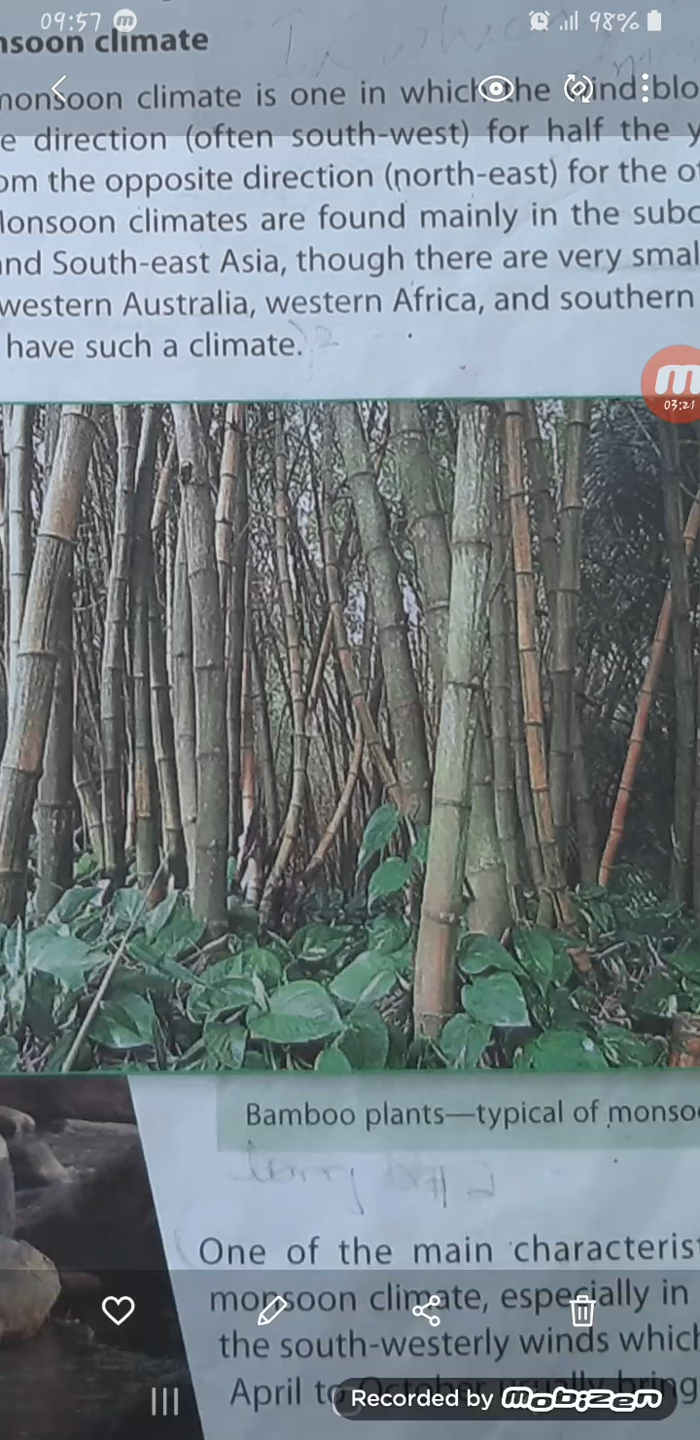 09:57 98%
nsoon climate
monsoon climate is one in which the wind blo
e direction (often south-west) for half the y
om the opposite direction (north-east) for the o
Monsoon climates are found mainly in the subc
and South-east Asia, though there are very smal
western Australia, western Africa, and southern
have such a climate.
m
03:21
Bamboo plants—typical of monso
One of the main characterist
monsoon climate, especially in
the south-westerly winds which
April to October usually bring
Recorded by mobizen